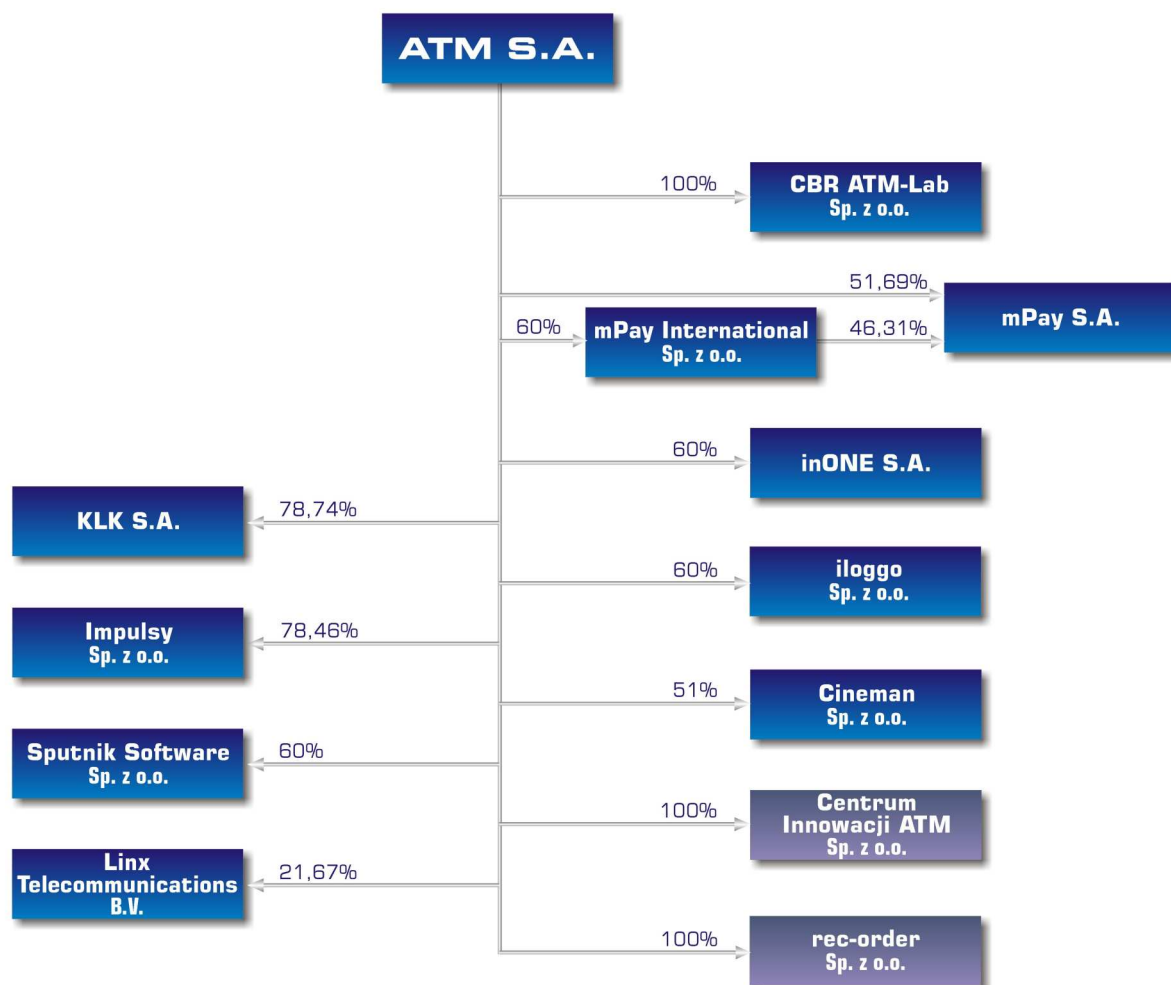 ATM S.A.
100%
CBR ATM-Lab
Sp. z o.o.
51,69%
mPay S.A.
60%
mPay International
Sp. z o.o.
46,31%
60%
inONE S.A.
KLK S.A.
78,74%
60%
iloggo
Sp. z o.o.
Impulsy
Sp. z o.o.
78,46%
51%
Cineman
Sp. z o.o.
Sputnik Software
Sp. z o.o.
60%
100%
Centrum
Innowacji ATM
Sp. z o.o.
Linx
Telecommunications
B.V.
21,67%
100%
rec-order
Sp. z o.o.